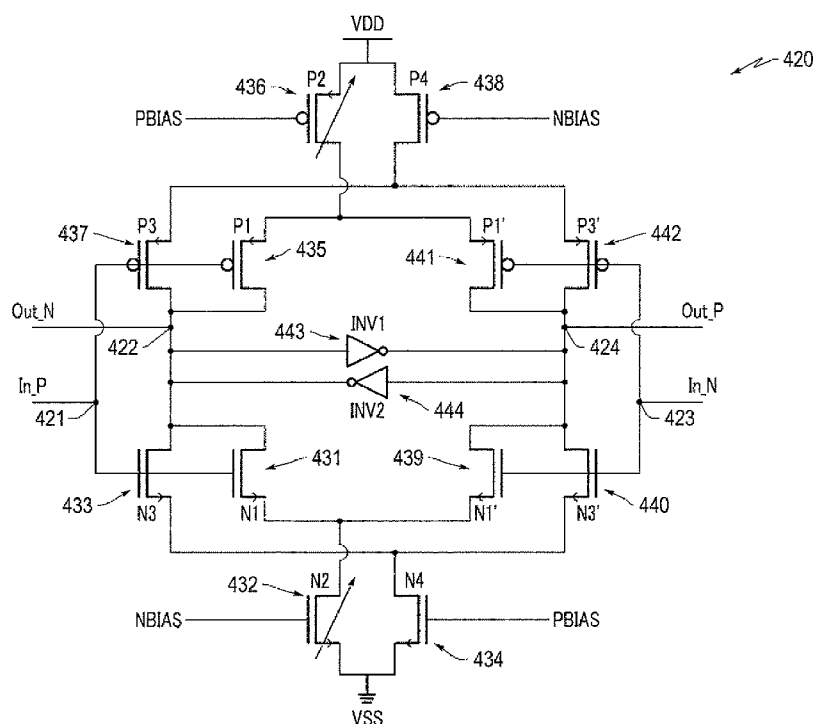 VDD
420
436 P2 P4 438
PBIAS NBIAS
P3 P1 P1' P3'
437 435 441 442
Out_N Out_P
422 443 INV1 424
In_P In_N
421 INV2 444 423
431 439
433 N3 N1 N1' N3' 440
432 N2 N4
NBIAS PBIAS
434
VSS